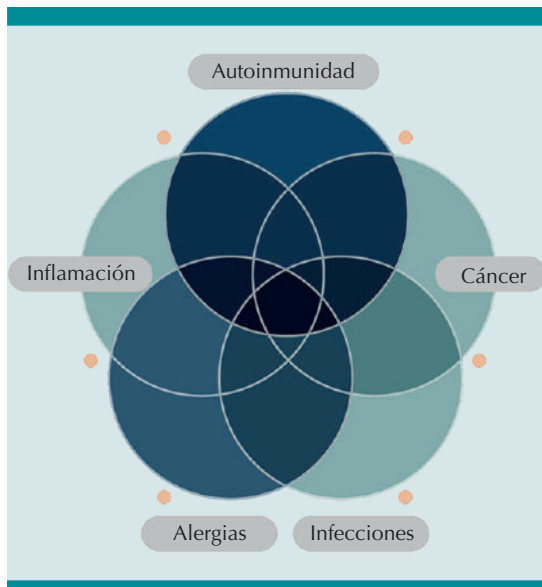 Autoinmunidad
Inflamación
Cáncer
Alergias
Infecciones